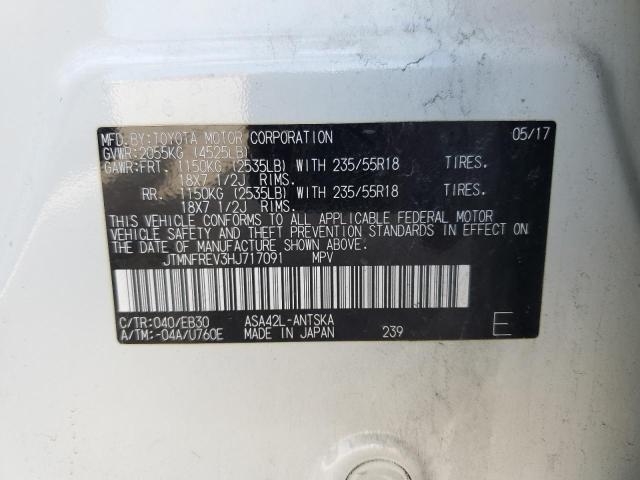 MFD.BY:TOYOTA MOTOR CORPORATION 05/17
GVWR:2055KG (4525LB)
GAWR:FRT. 1150KG (2535LB) WITH 235/55R18 TIRES.
18X7 1/2J RIMS.
RR. 1150KG (2535LB) WITH 235/55R18 TIRES.
18X7 1/2J RIMS.
THIS VEHICLE CONFORMS TO ALL APPLICABLE FEDERAL MOTOR
VEHICLE SAFETY AND THEFT PREVENTION STANDARDS IN EFFECT
ON THE DATE OF MANUFACTURE SHOWN ABOVE.
JTMNFREV3HJ717091 MPV
C/TR:040/EB30 ASA42L-ANTSKA
A/TM:-04A/U760E MADE IN JAPAN 239 E